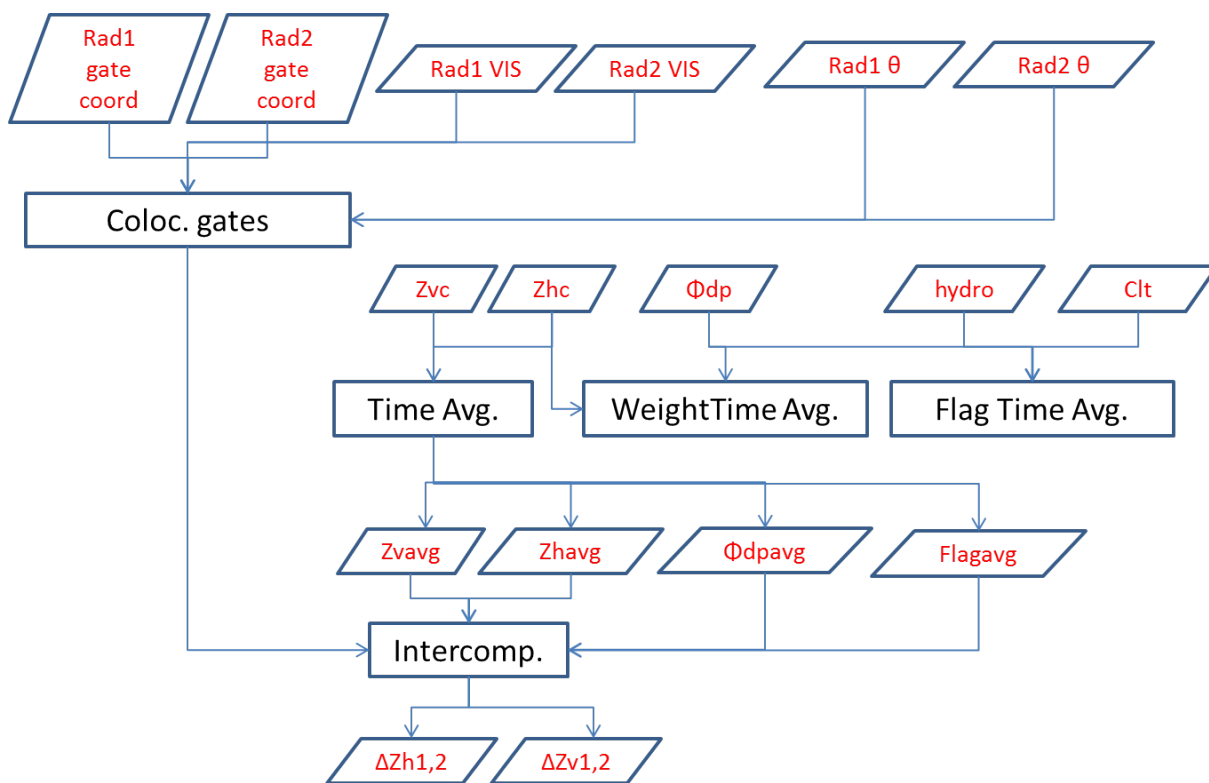 Rad1
gate
coord
Rad2
gate
coord
Rad1 VIS
Rad2 VIS
Rad1 θ
Rad2 θ
Coloc. gates
Zvc
Zhc
Φdp
hydro
Clt
Time Avg.
WeightTime Avg.
Flag Time Avg.
Zvavg
Zhavg
Φdpavg
Flagavg
Intercomp.
ΔZh1,2
ΔZv1,2